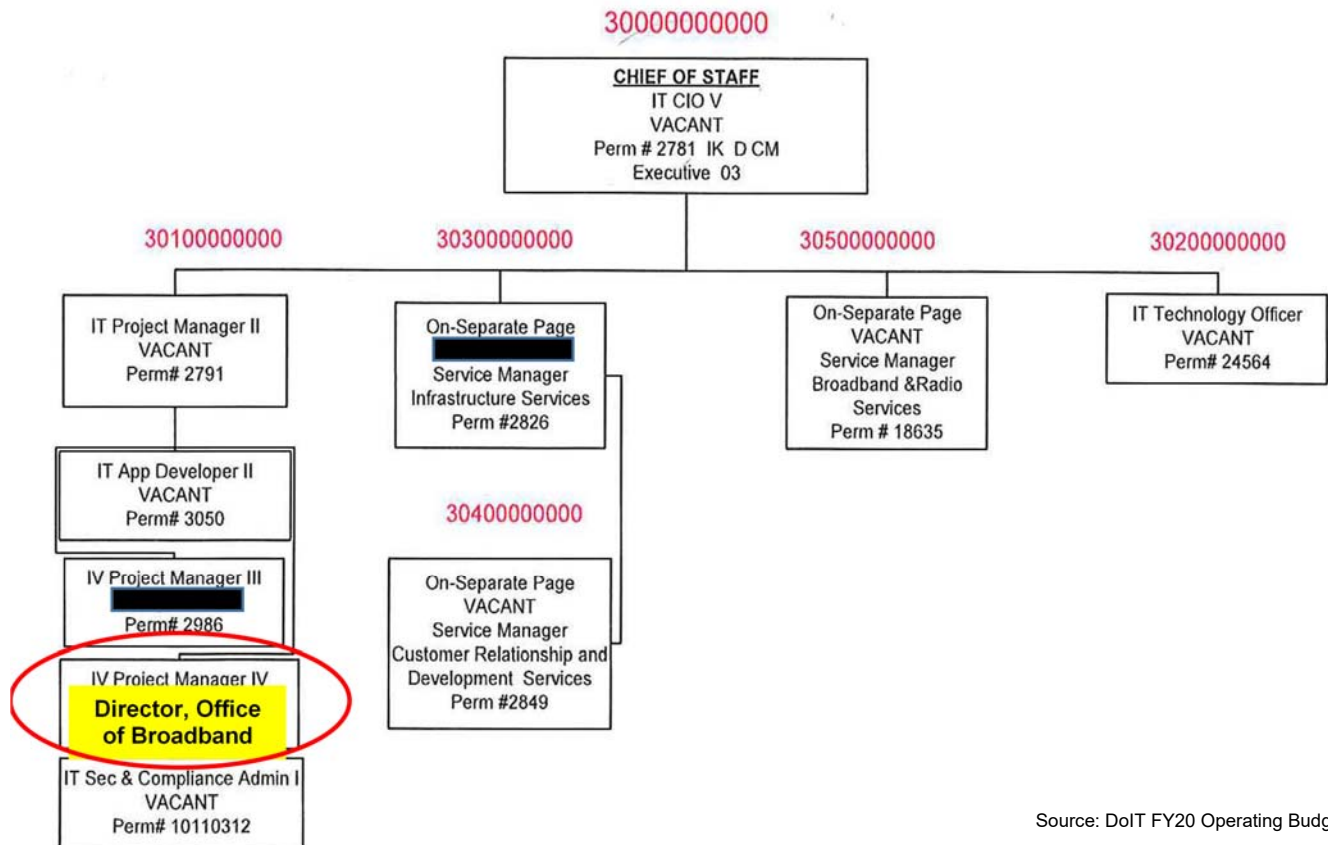 30000000000
CHIEF OF STAFF
IT CIO V
VACANT
Perm # 2781 IK D CM
Executive 03
30100000000
30300000000
30500000000
30200000000
IT Project Manager II
VACANT
Perm# 2791
On-Separate Page
Service Manager
Infrastructure Services
Perm #2826
On-Separate Page
VACANT
Service Manager
Broadband &Radio
Services
Perm # 18635
IT Technology Officer
VACANT
Perm# 24564
IT App Developer II
VACANT
Perm# 3050
30400000000
IV Project Manager III
Perm# 2986
On-Separate Page
VACANT
Service Manager
Customer Relationship and
Development Services
Perm #2849
IV Project Manager IV
Director, Office
of Broadband
IT Sec & Compliance Admin I
VACANT
Perm# 10110312
Source: DoIT FY20 Operating Budg